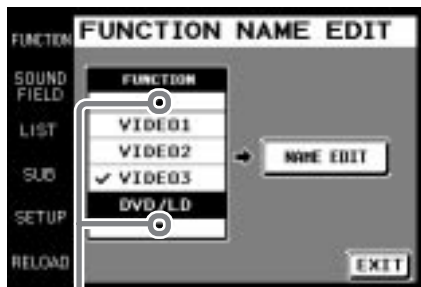 FUNCTION NAME EDIT
FUNCTION
SOUND
FIELD
LIST
SUB
SETUP
RELOAD
FUNCTION
VIDEO1
VIDEO2
✓ VIDEO3
DVD/LD
NAME EDIT
EXIT